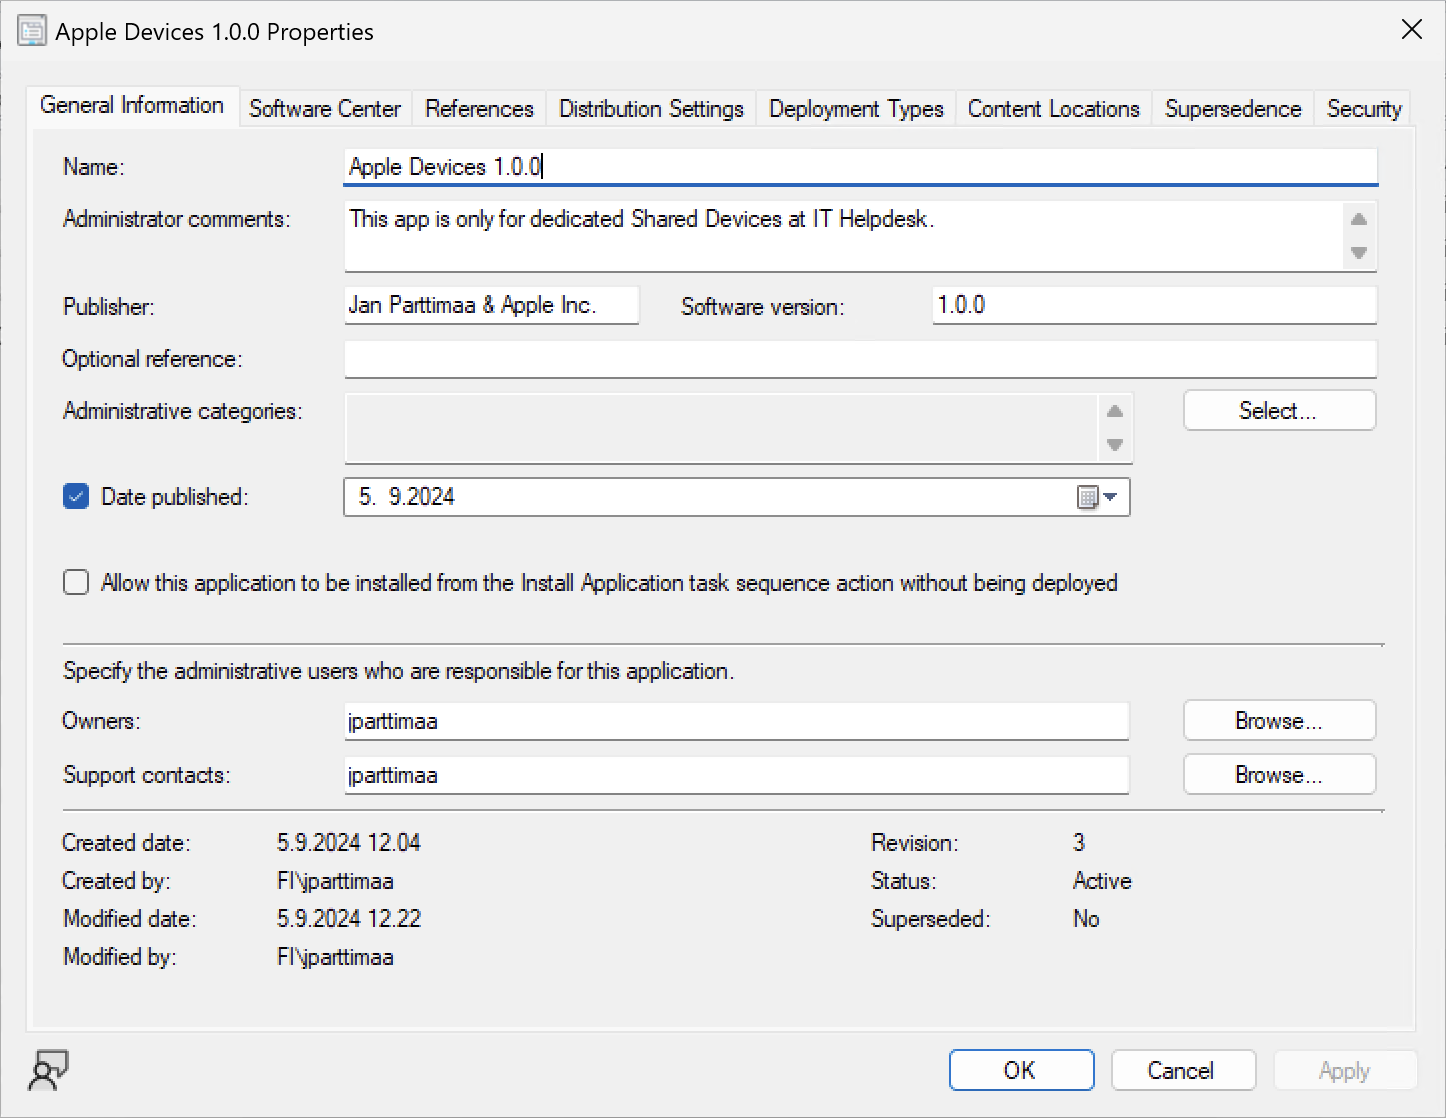 Apple Devices 1.0.0 Properties
General Information Software Center References Distribution Settings Deployment Types Content Locations Supersedence Security
Name: Apple Devices 1.0.0
Administrator comments: This app is only for dedicated Shared Devices at IT Helpdesk.
Publisher: Jan Parttimaa & Apple Inc. Software version: 1.0.0
Optional reference:
Administrative categories: Select...
Date published: 5. 9.2024
Allow this application to be installed from the Install Application task sequence action without being deployed
Specify the administrative users who are responsible for this application.
Owners: jparttimaa Browse...
Support contacts: jparttimaa Browse...
Created date: 5.9.2024 12.04 Revision: 3
Created by: FI\jparttimaa Status: Active
Modified date: 5.9.2024 12.22 Superseded: No
Modified by: FI\jparttimaa
OK Cancel Apply